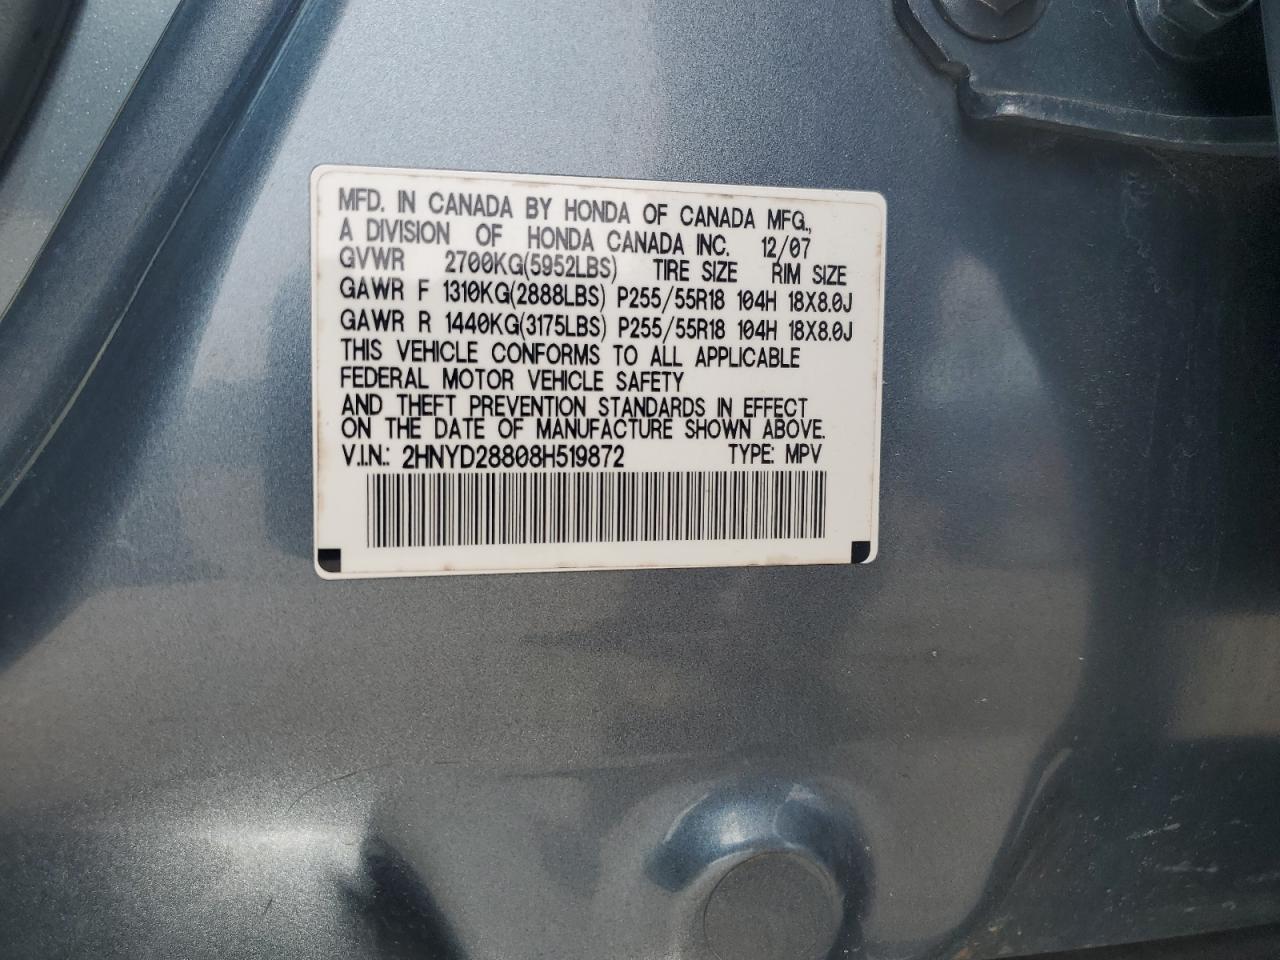 MFD. IN CANADA BY HONDA OF CANADA MFG.,
A DIVISION OF HONDA CANADA INC. 12/07
GVWR 2700KG(5952LBS) TIRE SIZE RIM SIZE
GAWR F 1310KG(2888LBS) P255/55R18 104H 18X8.0J
GAWR R 1440KG(3175LBS) P255/55R18 104H 18X8.0J
THIS VEHICLE CONFORMS TO ALL APPLICABLE
FEDERAL MOTOR VEHICLE SAFETY
AND THEFT PREVENTION STANDARDS IN EFFECT
ON THE DATE OF MANUFACTURE SHOWN ABOVE.
V.I.N.: 2HNYD28808H519872 TYPE: MPV